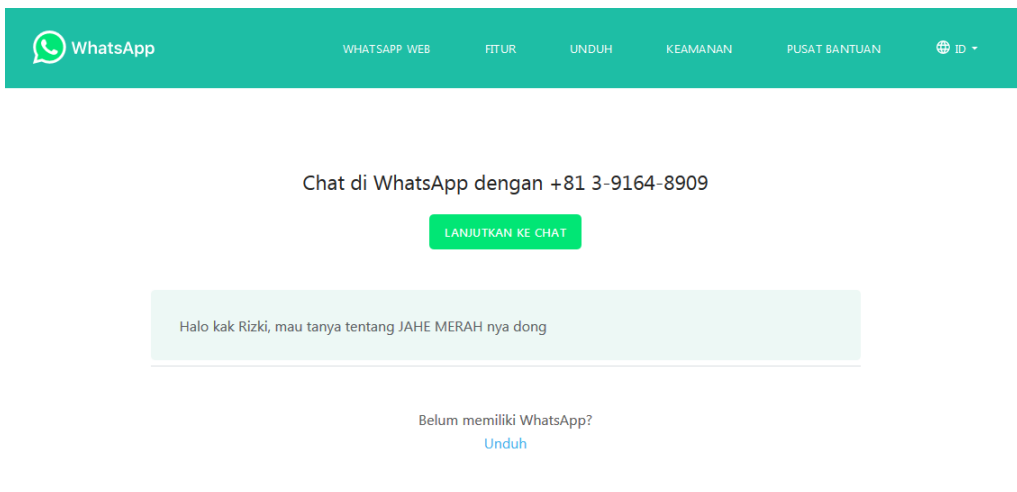 WhatsApp
WHATSAPP WEB
FITUR
UNDUH
KEAMANAN
PUSAT BANTUAN
ID
Chat di WhatsApp dengan +81 3-9164-8909
LANJUTKAN KE CHAT
Halo kak Rizki, mau tanya tentang JAHE MERAH nya dong
Belum memiliki WhatsApp?
Unduh